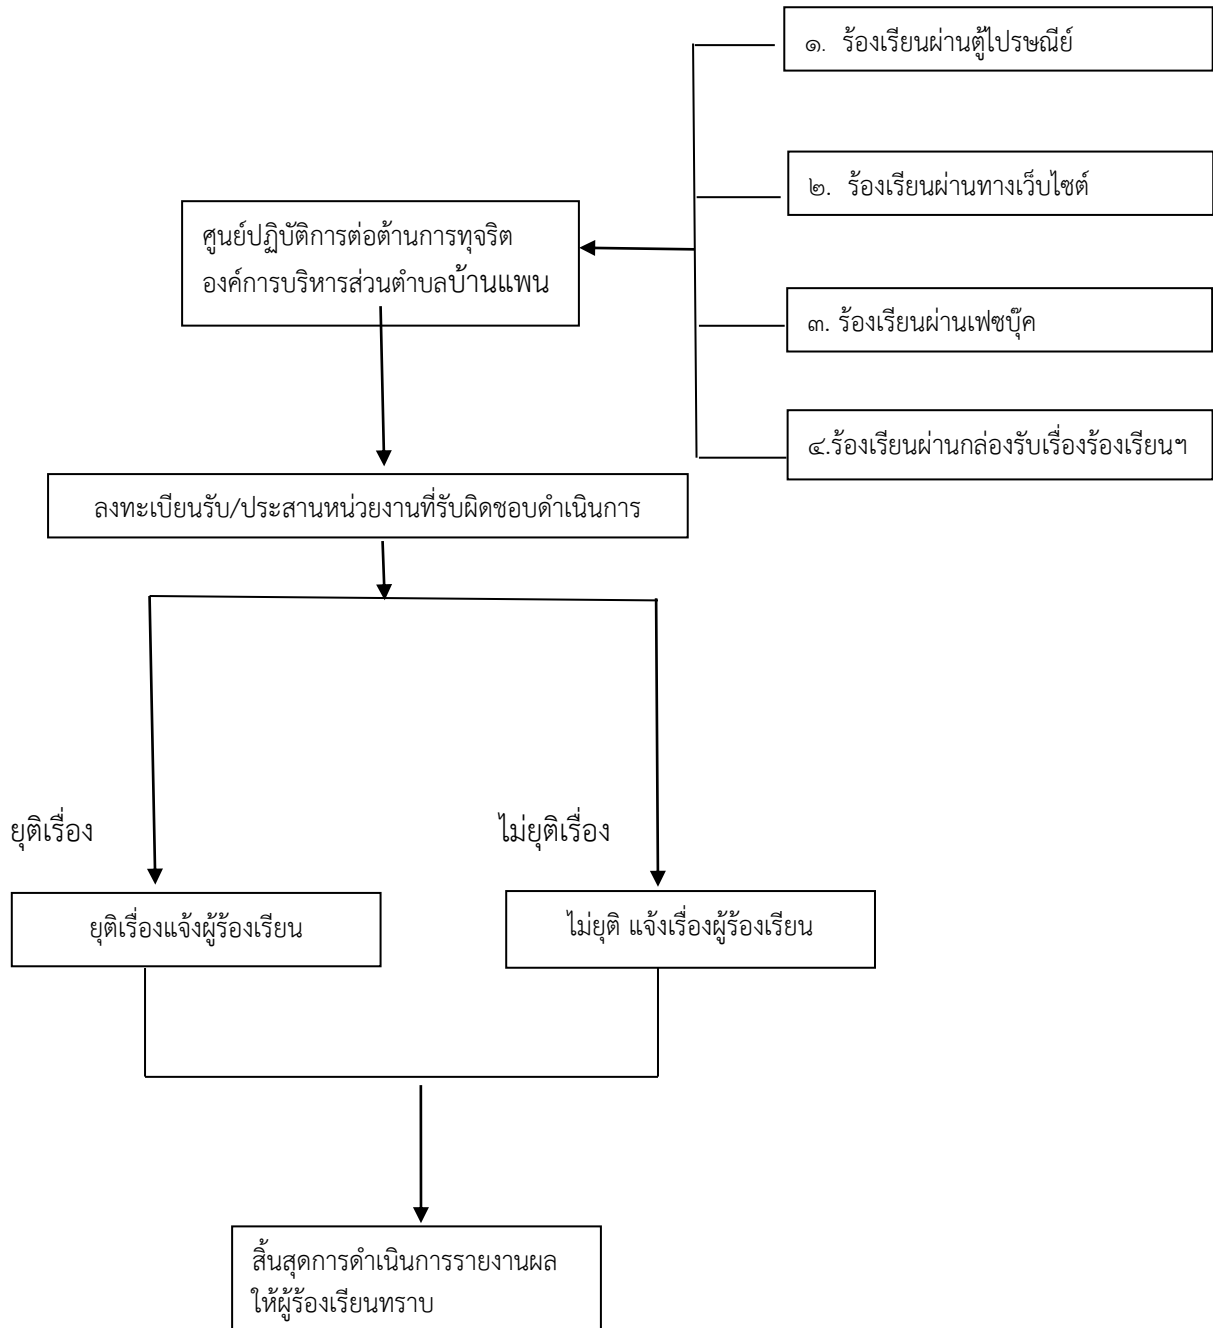 ๑. ร้องเรียนผ่านตู้ไปรษณีย์
๒. ร้องเรียนผ่านทางเว็บไซต์
ศูนย์ปฏิบัติการต่อต้านการทุจริต
องค์การบริหารส่วนตำบลบ้านแพน
๓. ร้องเรียนผ่านเฟซบุ๊ค
๔.ร้องเรียนผ่านกล่องรับเรื่องร้องเรียนฯ
ลงทะเบียนรับ/ประสานหน่วยงานที่รับผิดชอบดำเนินการ
ยุติเรื่อง
ไม่ยุติเรื่อง
ยุติเรื่องแจ้งผู้ร้องเรียน
ไม่ยุติ แจ้งเรื่องผู้ร้องเรียน
สิ้นสุดการดำเนินการรายงานผล
ให้ผู้ร้องเรียนทราบ